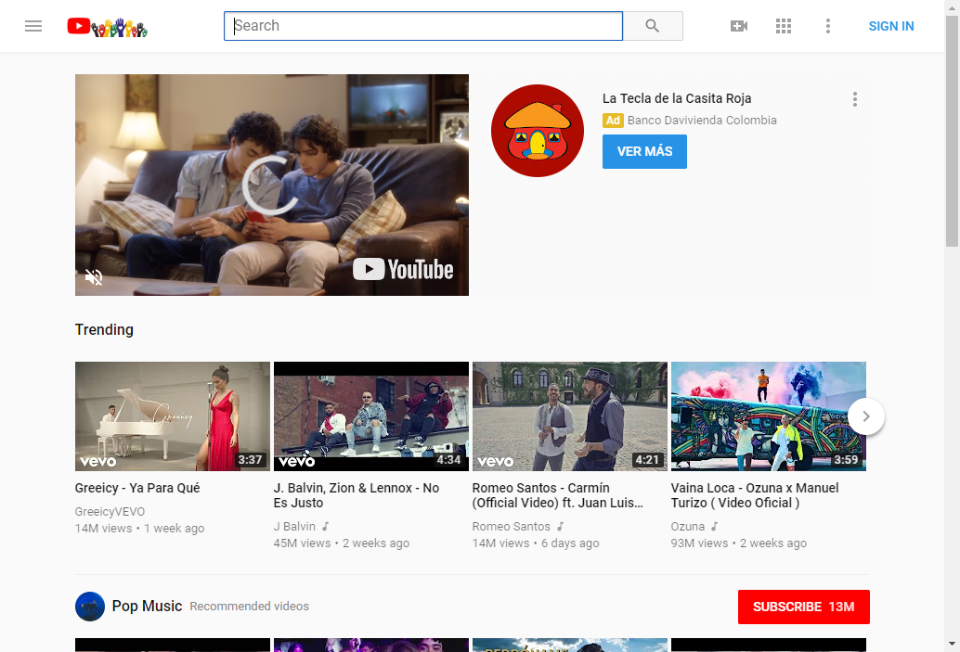 Search
SIGN IN
YouTube
La Tecla de la Casita Roja
Ad Banco Davivienda Colombia
VER MÁS
Trending
Greeicy
vevo
3:37
vevo
4:34
vevo
4:21
3:59
Greeicy - Ya Para Qué
GreeicyVEVO
14M views • 1 week ago
J. Balvin, Zion & Lennox - No
Es Justo
J Balvin
45M views • 2 weeks ago
Romeo Santos - Carmín
(Official Video) ft. Juan Luis...
Romeo Santos
14M views • 6 days ago
Vaina Loca - Ozuna x Manuel
Turizo ( Video Oficial )
Ozuna
93M views • 2 weeks ago
Pop Music Recommended videos
SUBSCRIBE 13M